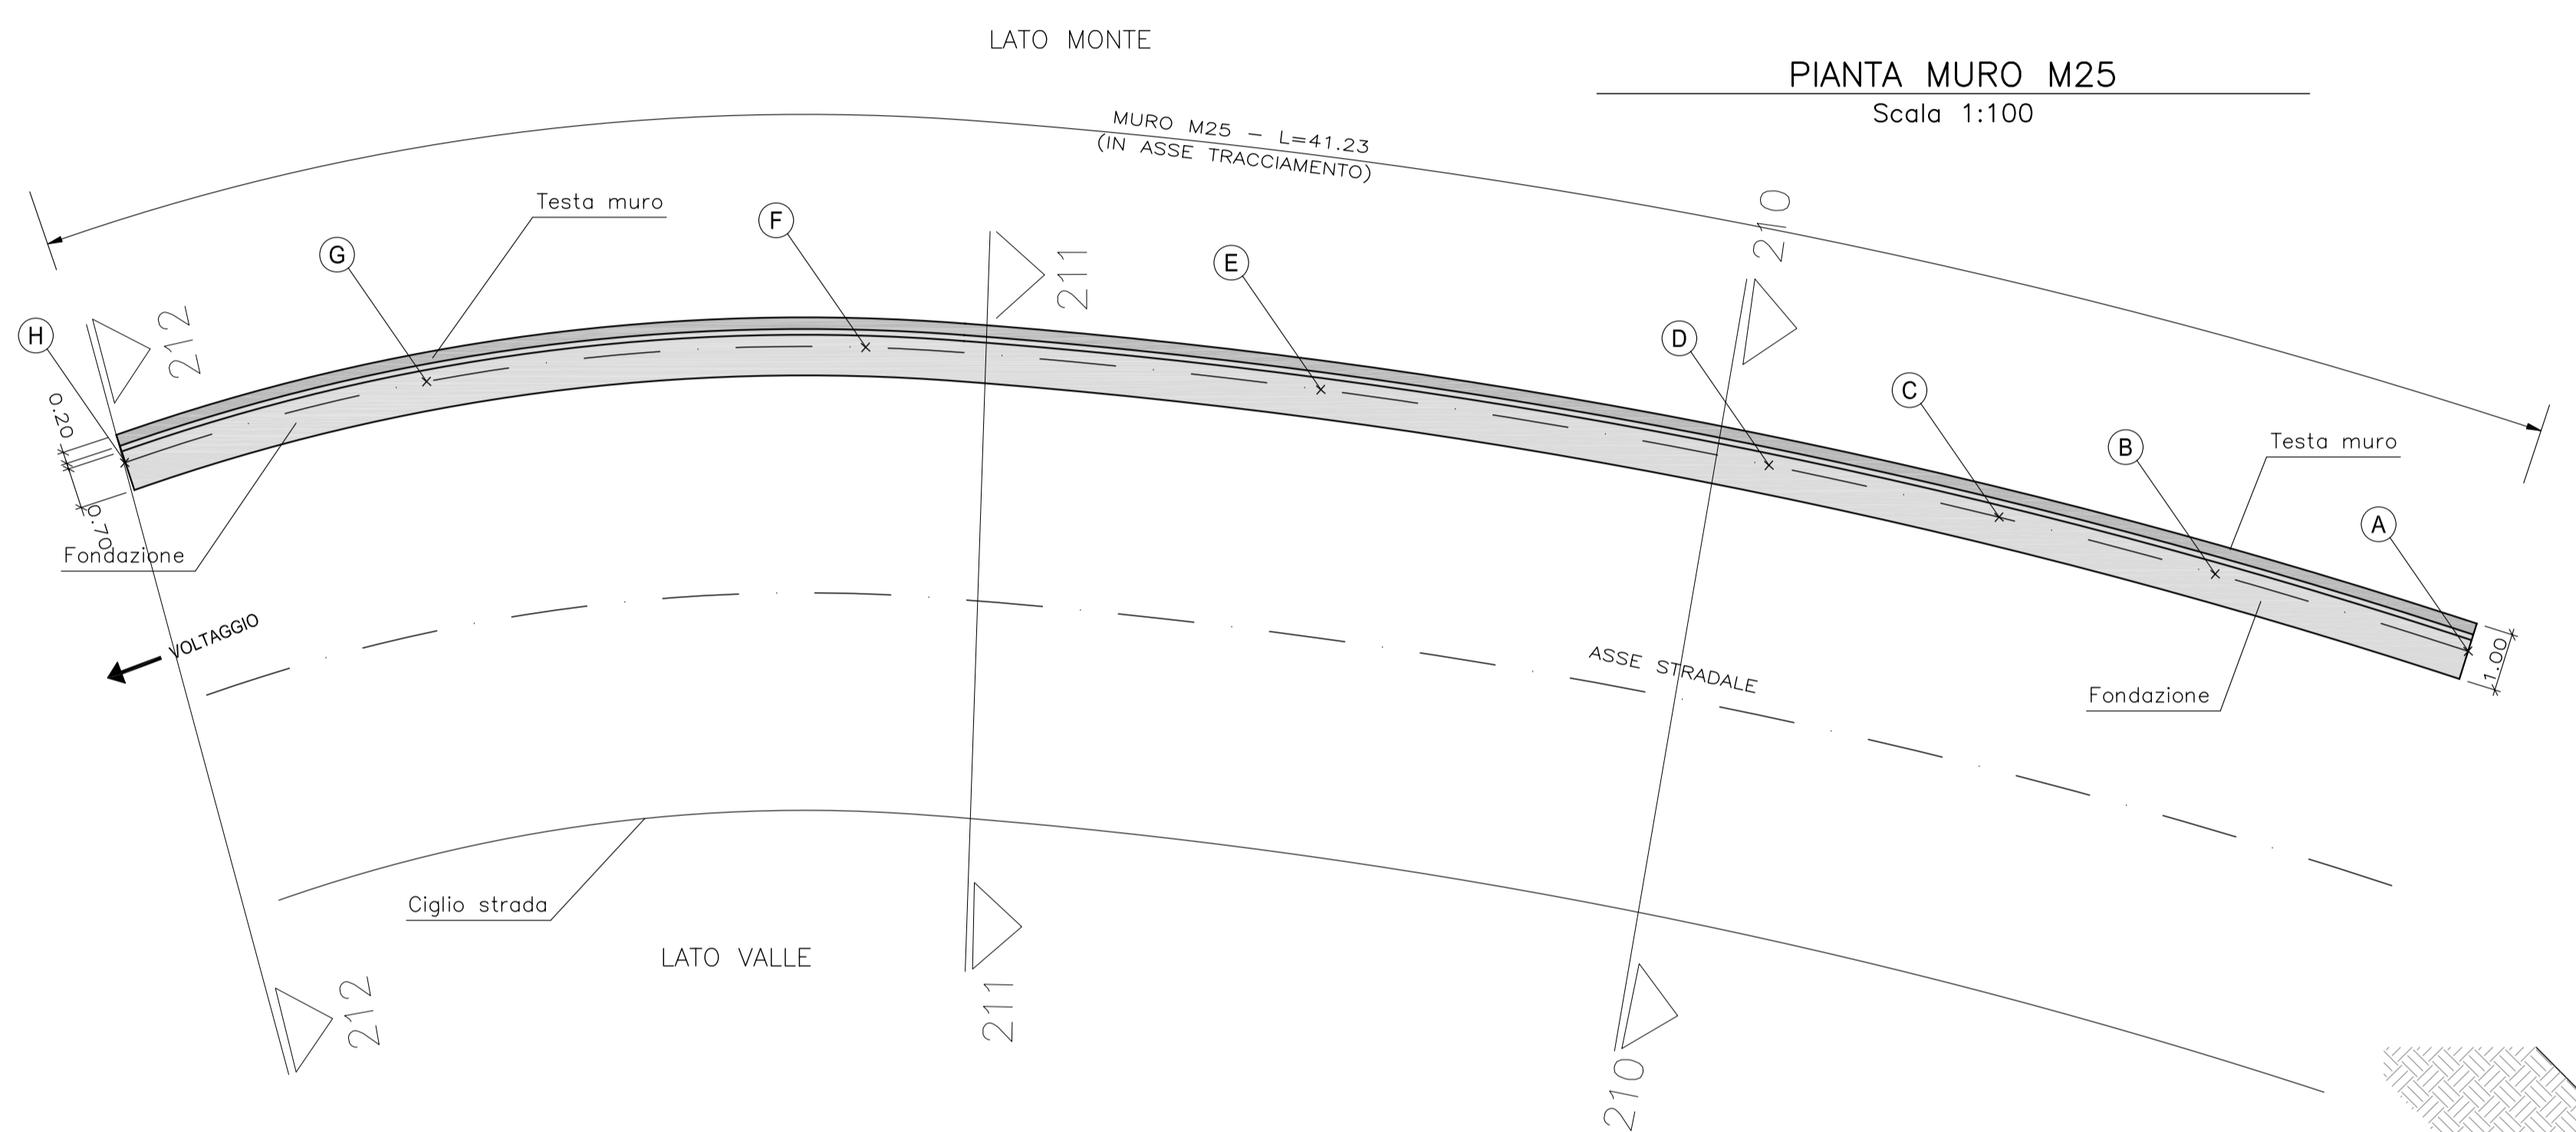 LATO MONTE
PIANTA MURO M25
Scala 1:100
MURO M25 - L=41.23
(IN ASSE TRACCIAMENTO)
Testa muro
F
G
E
H
212
211
210
D
C
B
A
Testa muro
0.20
0.70
Fondazione
VOLTAGGIO
ASSE STRADALE
1.00
Fondazione
Ciglio strada
LATO VALLE
212
211
210